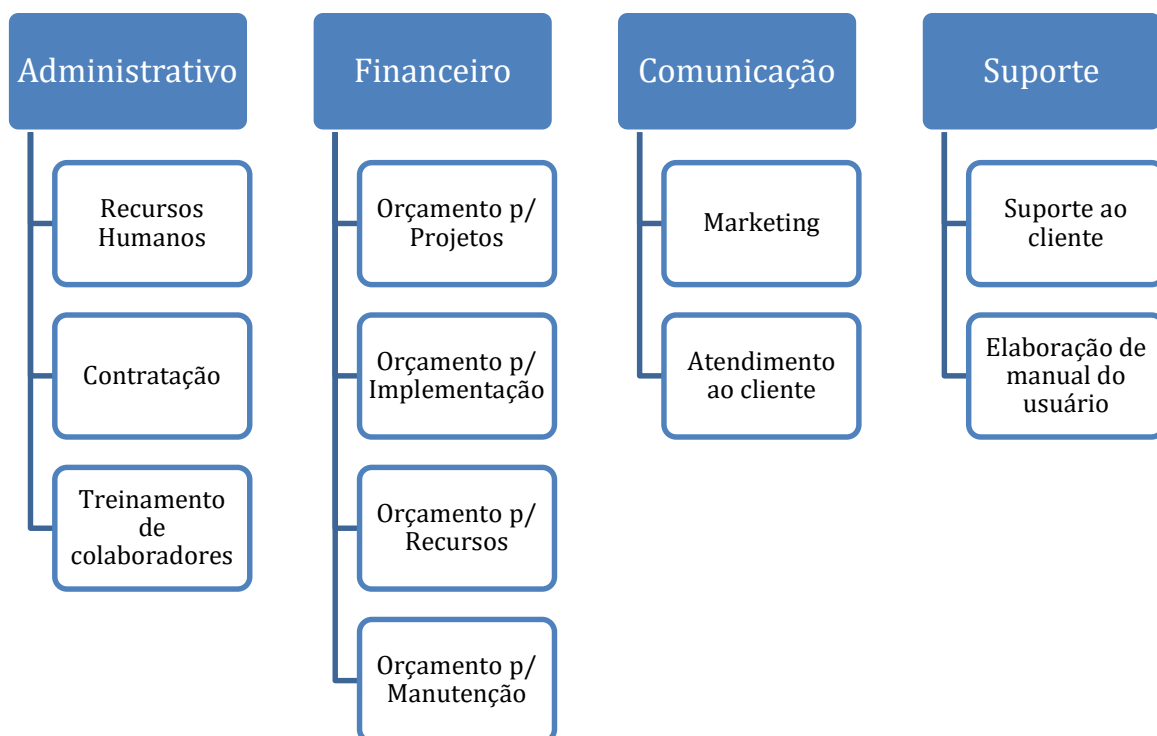 Administrativo
Recursos
Humanos
Contratação
Treinamento
de
colaboradores
Financeiro
Orçamento p/
Projetos
Orçamento p/
Implementação
Orçamento p/
Recursos
Orçamento p/
Manutenção
Comunicação
Marketing
Atendimento
ao cliente
Suporte
Suporte ao
cliente
Elaboração de
manual do
usuário